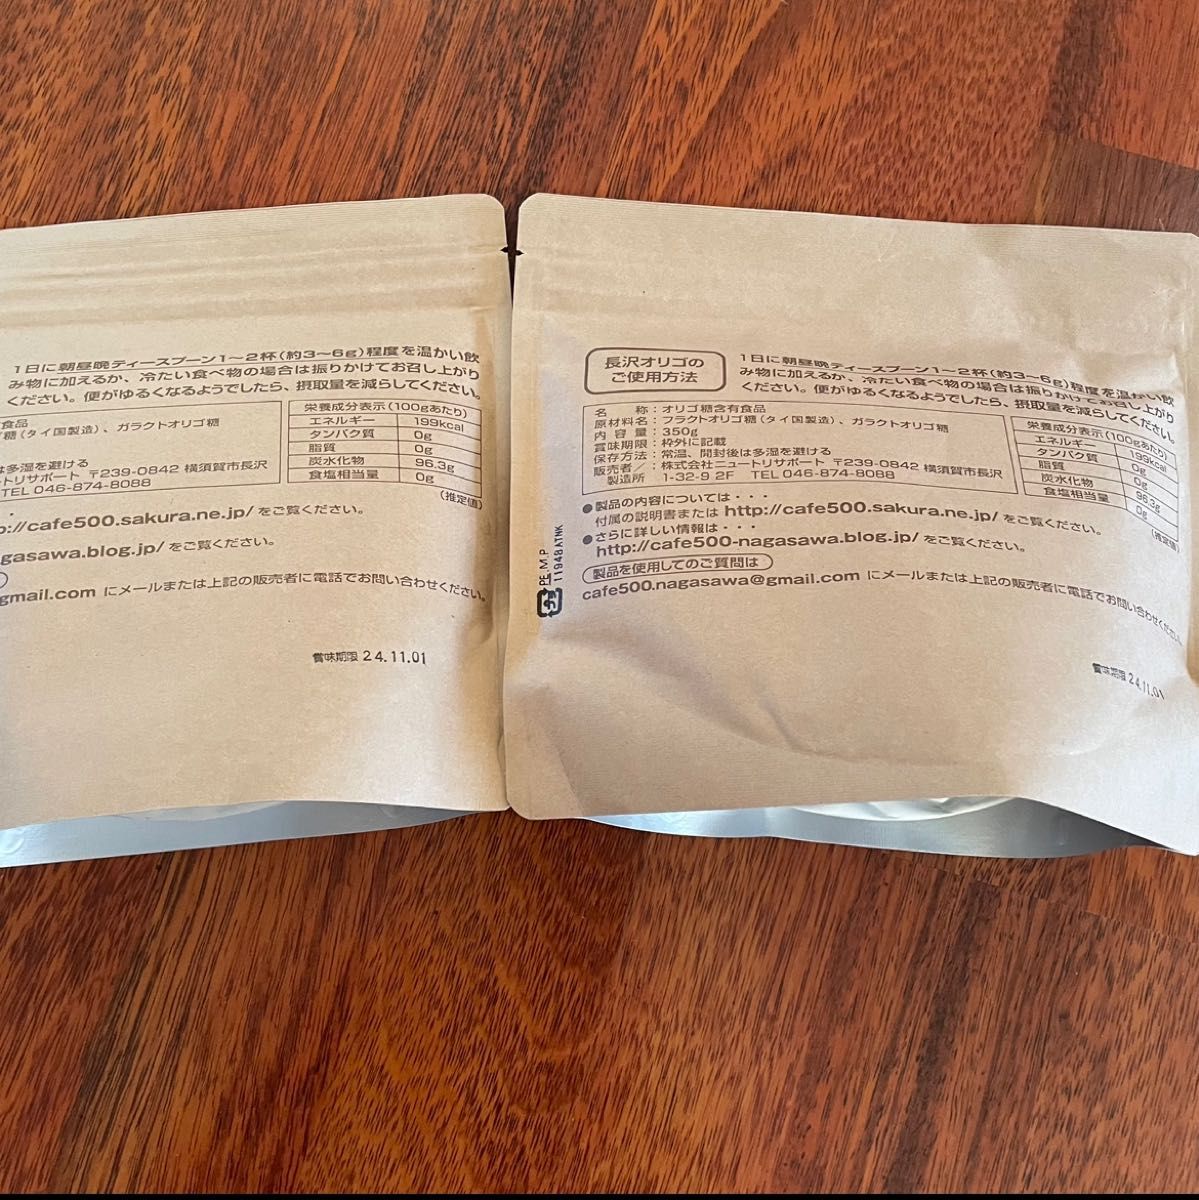 1日に朝昼晩ティースプーン1〜2杯(約3〜6g)程度を温かい飲
み物に加えるか、冷たい食べ物の場合は振りかけてお召し上がり
ください。便がゆるくなるようでしたら、摂取量を減らしてください。
食品
糖(タイ国製造)、ガラクトオリゴ糖
は多湿を避ける
ートリサポート 〒239-0842 横須賀市長沢
TEL 046-874-8088
栄養成分表示(100gあたり)
エネルギー 199kcal
タンパク質 0g
脂質 0g
炭水化物 96.3g
食塩相当量 0g
(推定値)
p://cafe500.sakura.ne.jp/ をご覧ください。
agasawa.blog.jp/ をご覧ください。
gmail.com にメールまたは上記の販売者に電話でお問い合わせください。
賞味期限 24.11.01
長沢オリゴの
ご使用方法
1日に朝昼晩ティースプーン1〜2杯(約3〜6g)程度を温かい飲
み物に加えるか、冷たい食べ物の場合は振りかけてお召し上がり
ください。便がゆるくなるようでしたら、摂取量を減らしてください。
名称:オリゴ糖含有食品
原材料名:フラクトオリゴ糖(タイ国製造)、ガラクトオリゴ糖
内容量:350g
賞味期限:枠外に記載
保存方法:常温、開封後は多湿を避ける
販売者/:株式会社ニュートリサポート 〒239-0842 横須賀市長沢
製造所 1-32-9 2F TEL 046-874-8088
栄養成分表示(100gあたり)
エネルギー 199kcal
タンパク質 0g
脂質 0g
炭水化物 96.3g
食塩相当量 0g
(推定値)
●製品の内容については・・・
付属の説明書または http://cafe500.sakura.ne.jp/ をご覧ください。
●さらに詳しい情報は・・・
http://cafe500-nagasawa.blog.jp/ をご覧ください。
製品を使用してのご質問は
cafe500.nagasawa@gmail.com にメールまたは上記の販売者に電話でお問い合わせください。
プラ PE,M,P
11948ATNK
賞味期限 24.11.01